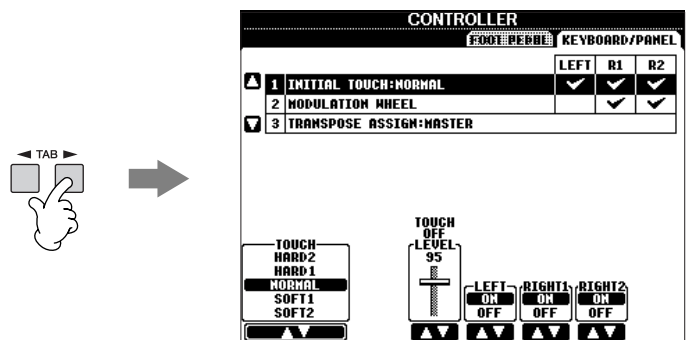 CONTROLLER
FOOT PEDAL KEYBOARD/PANEL
LEFT R1 R2
1 INITIAL TOUCH:NORMAL
2 MODULATION WHEEL
3 TRANSPOSE ASSIGN:MASTER
TAB
TOUCH
HARD2
HARD1
NORMAL
SOFT1
SOFT2
TOUCH
OFF
LEVEL
95
LEFT RIGHT1 RIGHT2
ON ON ON
OFF OFF OFF